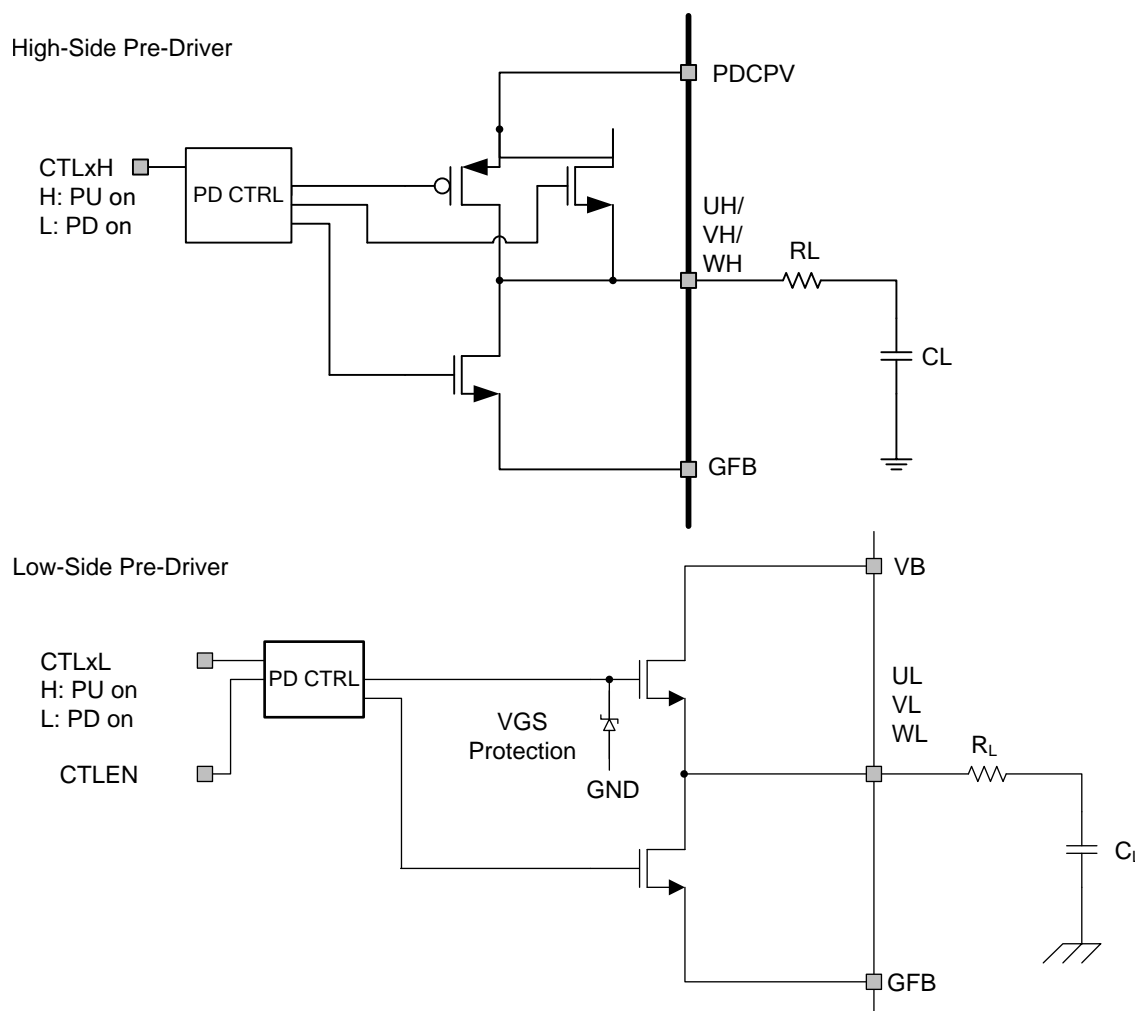 High-Side Pre-Driver
PDCPV
CTLxH
H: PU on
L: PD on
PD CTRL
UH/
VH/
WH
RL
CL
GFB
Low-Side Pre-Driver
VB
CTLxL
H: PU on
L: PD on
PD CTRL
CTLEN
VGS
Protection
GND
UL
VL
WL
RL
CL
GFB